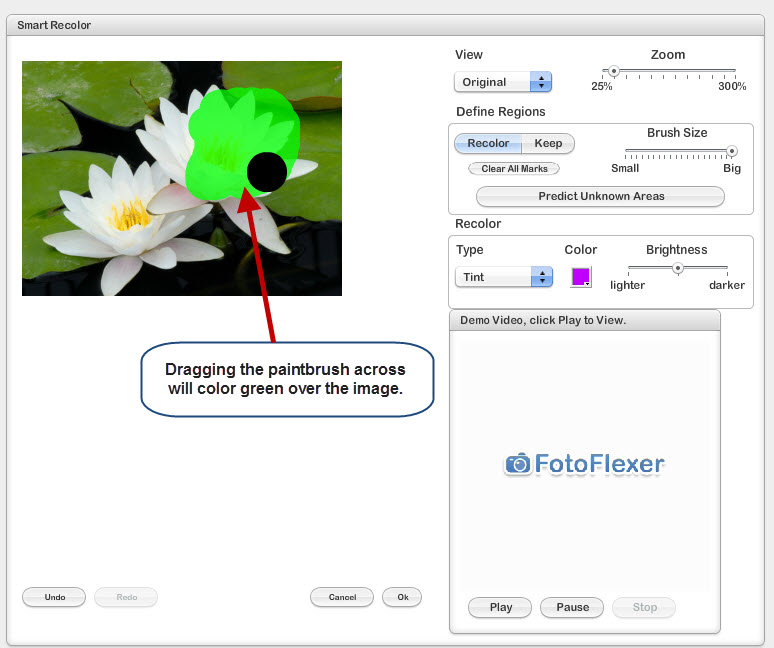 Smart Recolor
View
Zoom
Original
25%
300%
Define Regions
Recolor
Keep
Brush Size
Clear All Marks
Small
Big
Predict Unknown Areas
Recolor
Type
Color
Brightness
Tint
lighter
darker
Demo Video, click Play to View.
Dragging the paintbrush across
will color green over the image.
FotoFlexer
Undo
Redo
Cancel
Ok
Play
Pause
Stop